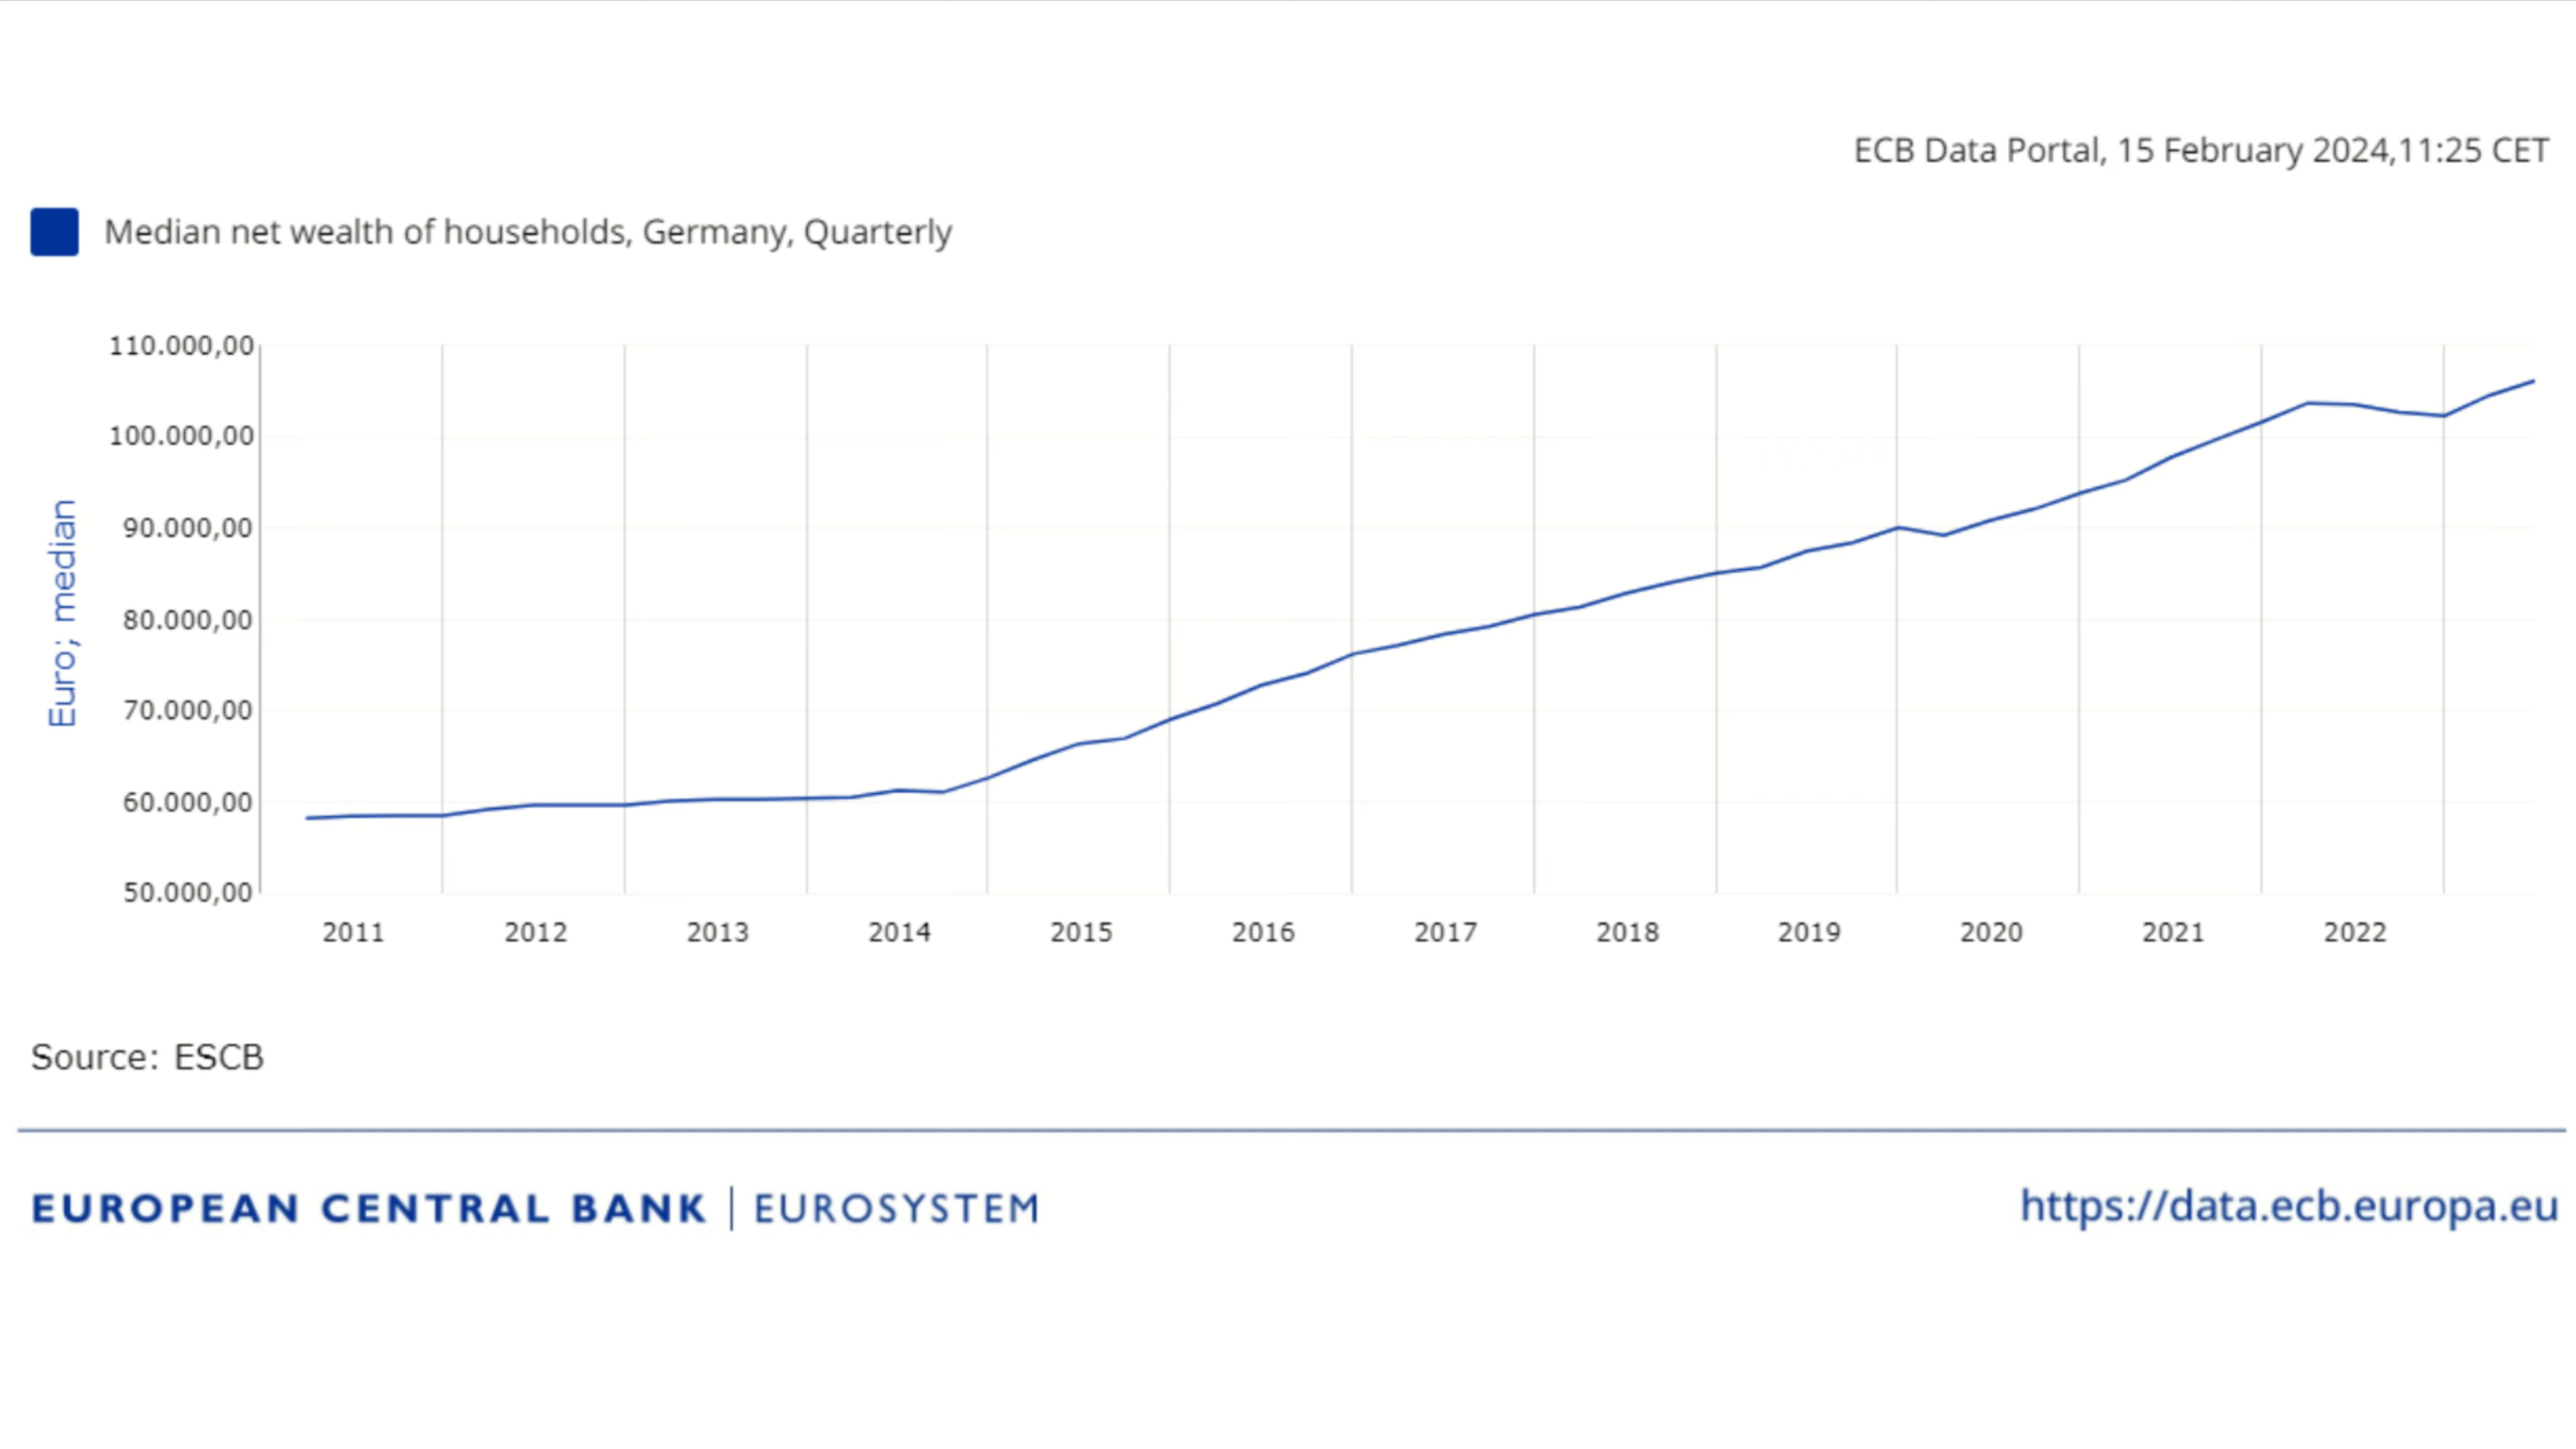 ECB Data Portal, 15 February 2024,11:25 CET
Median net wealth of households, Germany, Quarterly
Euro; median
110.000,00
100.000,00
90.000,00
80.000,00
70.000,00
60.000,00
50.000,00
2011 2012 2013 2014 2015 2016 2017 2018 2019 2020 2021 2022
Source: ESCB
EUROPEAN CENTRAL BANK | EUROSYSTEM
https://data.ecb.europa.eu